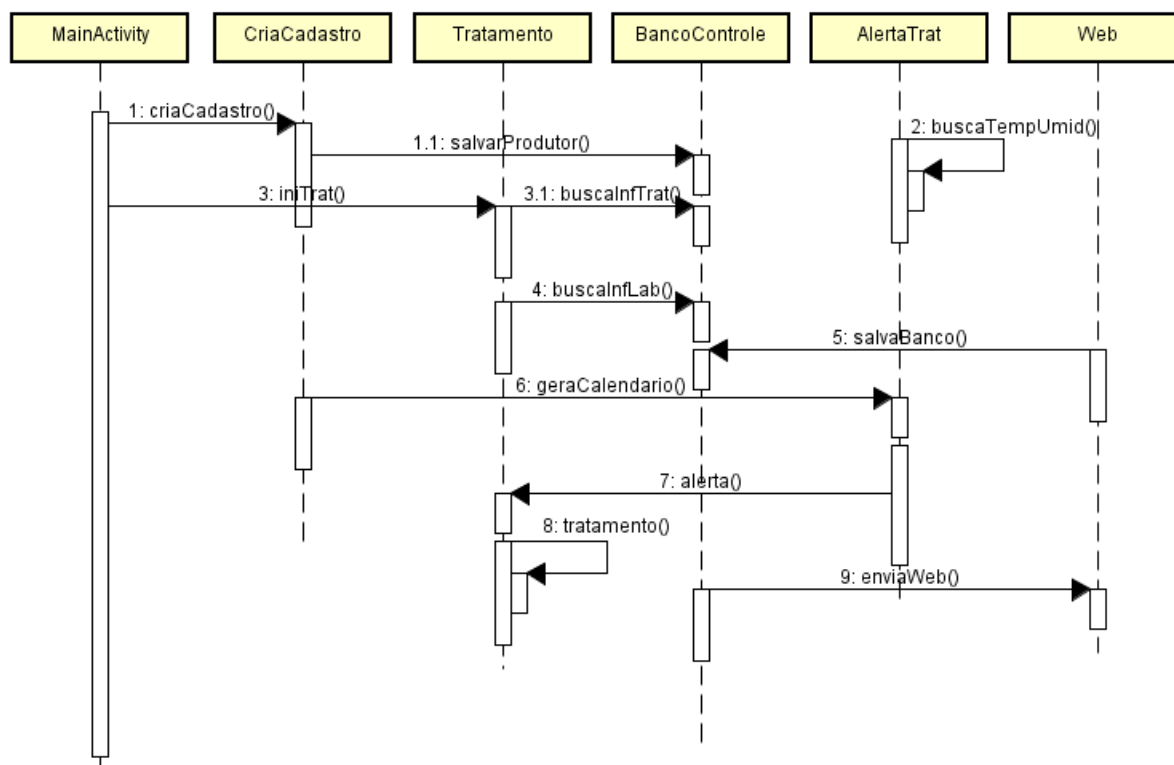 MainActivity
CriaCadastro
Tratamento
BancoControle
AlertaTrat
Web
1: criaCadastro()
2: buscaTempUmid()
1.1: salvarProdutor()
3: iniTrat()
3.1: buscaInfTrat()
4: buscaInfLab()
5: salvaBanco()
6: geraCalendario()
7: alerta()
8: tratamento()
9: enviaWeb()